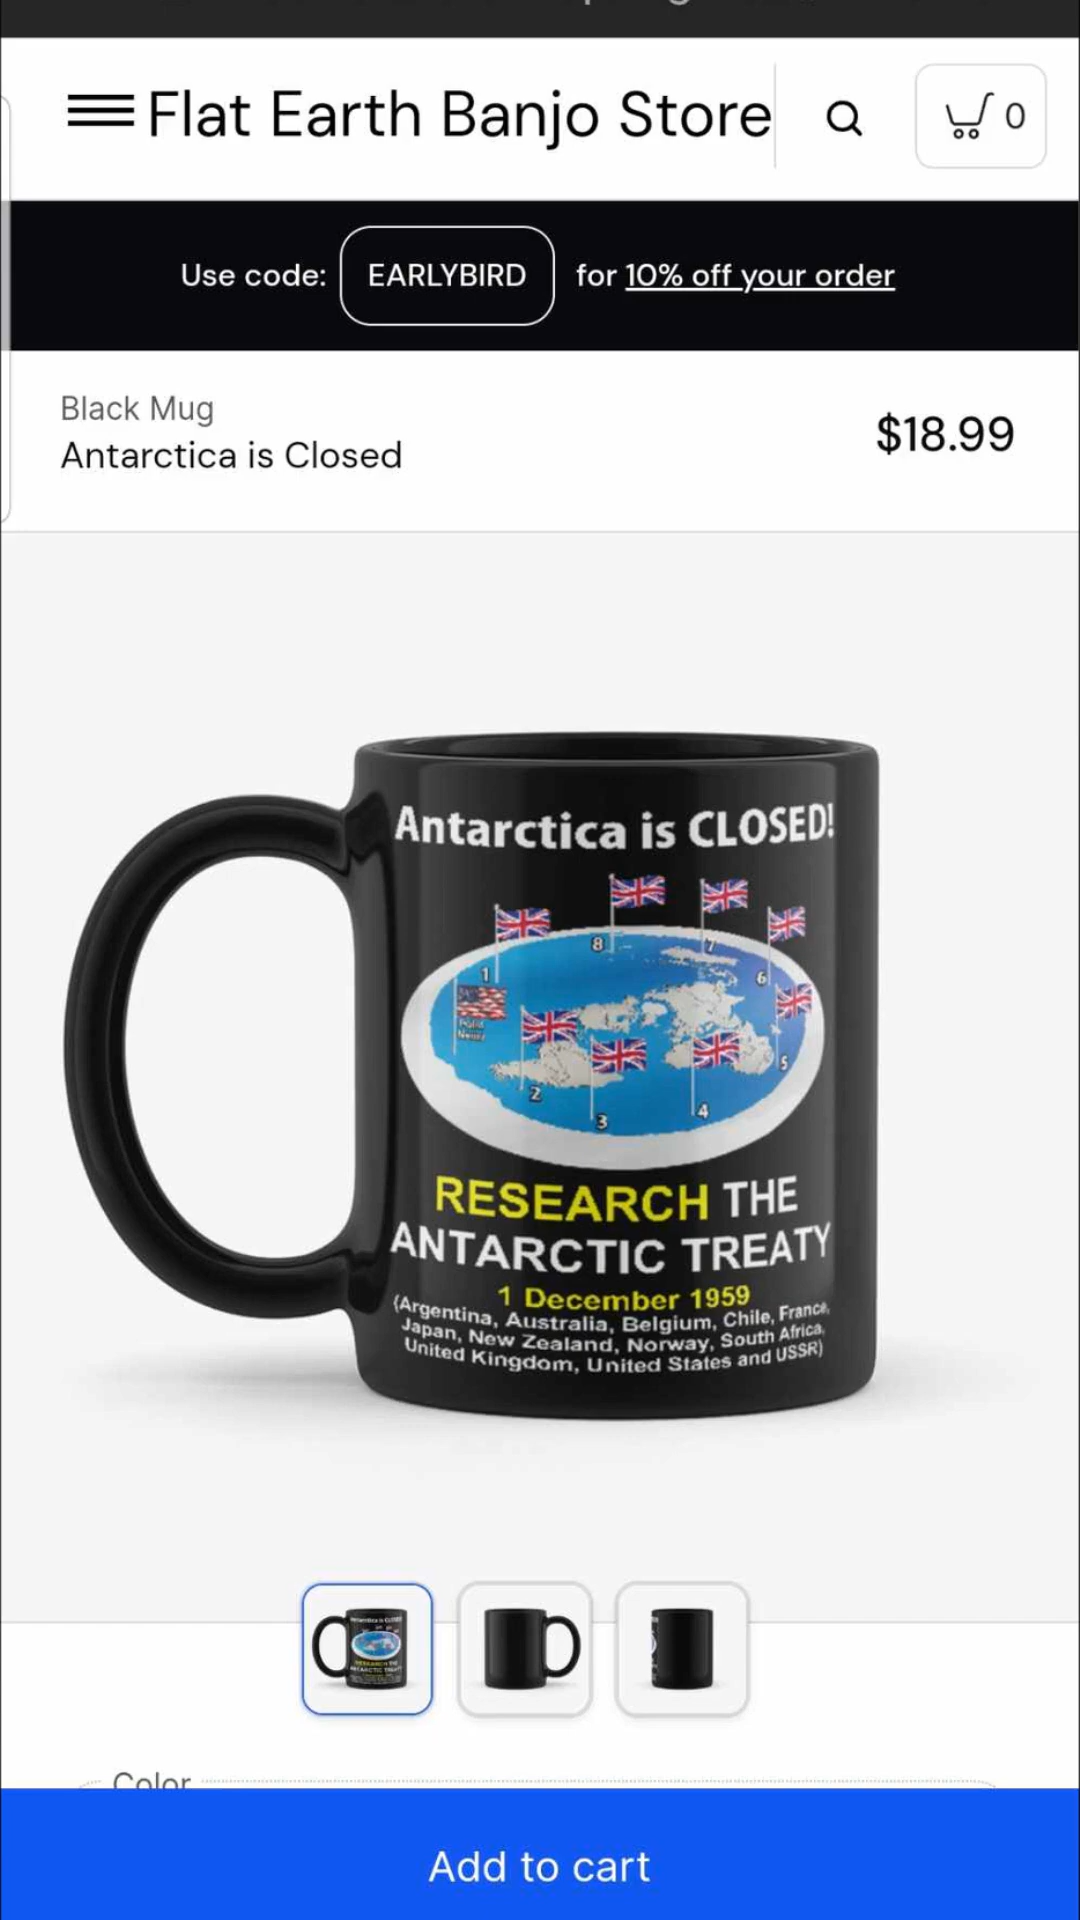 Flat Earth Banjo Store
0
Use code: EARLYBIRD for 10% off your order
Black Mug
Antarctica is Closed
$18.99
Antarctica is CLOSED!
8
7
1
6
5
2
4
3
RESEARCH THE
ANTARCTIC TREATY
1 December 1959
(Argentina, Australia, Belgium, Chile, France,
Japan, New Zealand, Norway, South Africa,
United Kingdom, United States and USSR)
Color
Add to cart